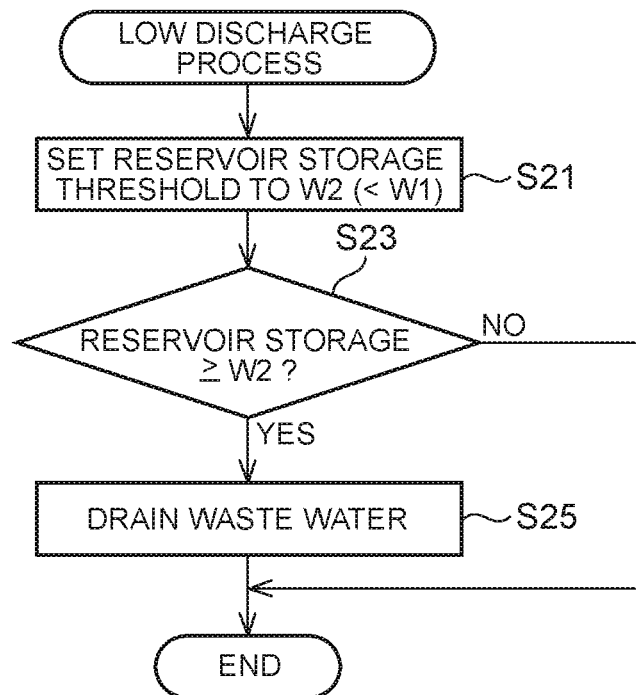 LOW DISCHARGE
PROCESS
SET RESERVOIR STORAGE
THRESHOLD TO W2 (< W1)
S21
S23
RESERVOIR STORAGE
≥ W2 ?
NO
YES
DRAIN WASTE WATER
S25
END